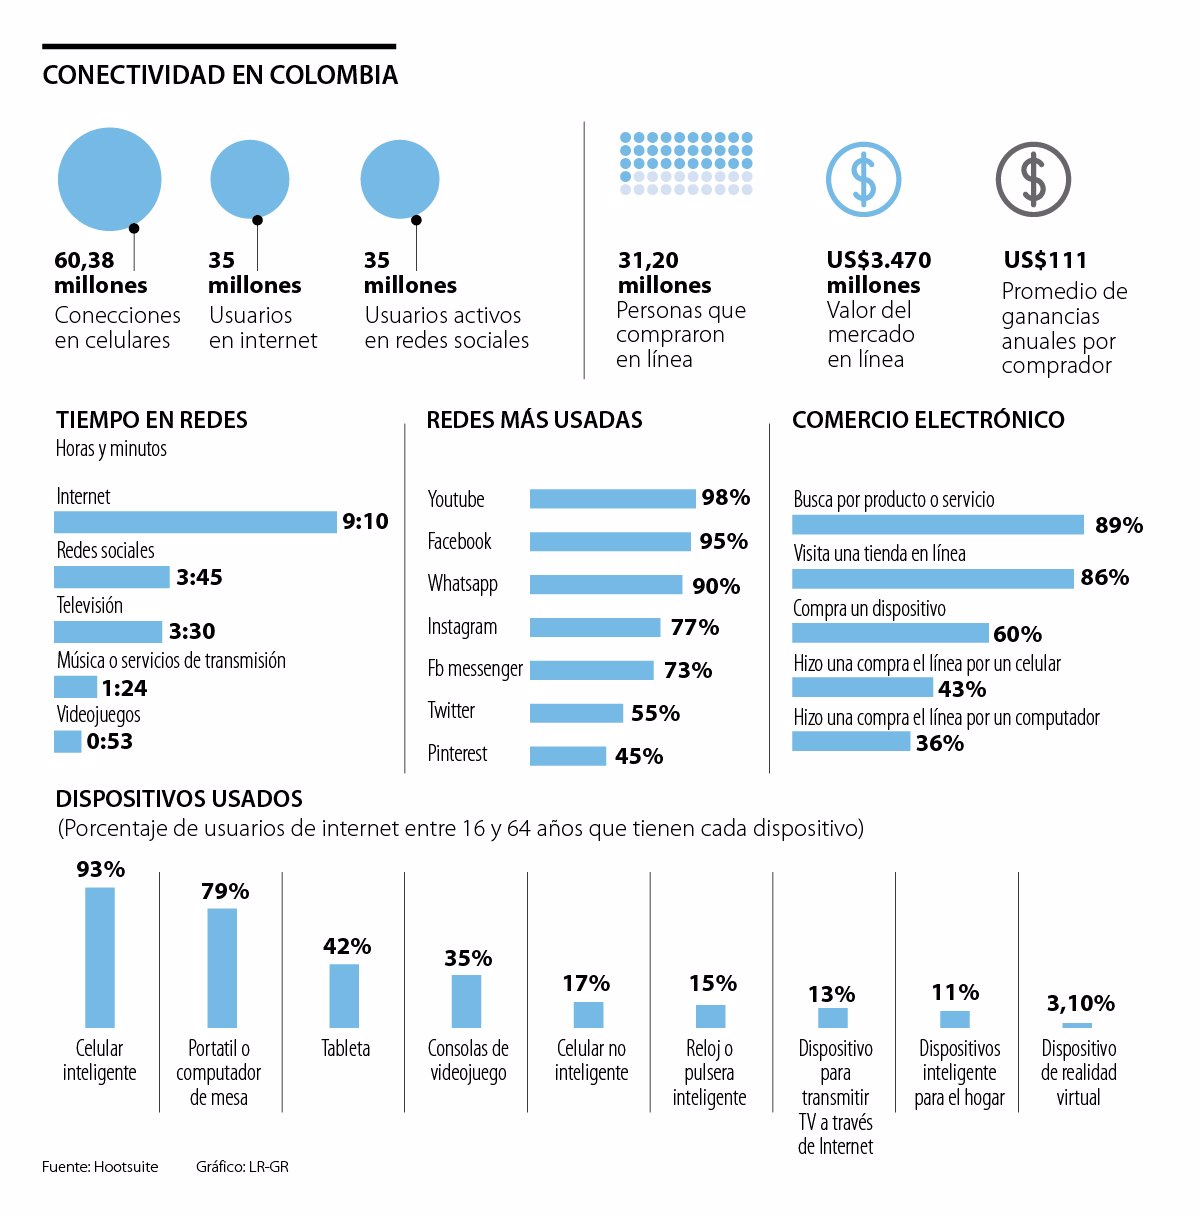 CONECTIVIDAD EN COLOMBIA
60,38
millones
Conecciones
en celulares
35
millones
Usuarios
en internet
35
millones
Usuarios activos
en redes sociales
31,20
millones
Personas que
compraron
en línea
US$3.470
millones
Valor del
mercado
en línea
US$111
Promedio de
ganancias
anuales por
comprador
TIEMPO EN REDES
Horas y minutos
Internet
9:10
Redes sociales
3:45
Televisión
3:30
Música o servicios de transmisión
1:24
Videojuegos
0:53
REDES MÁS USADAS
Youtube 98%
Facebook 95%
Whatsapp 90%
Instagram 77%
Fb messenger 73%
Twitter 55%
Pinterest 45%
COMERCIO ELECTRÓNICO
Busca por producto o servicio
89%
Visita una tienda en línea
86%
Compra un dispositivo
60%
Hizo una compra el línea por un celular
43%
Hizo una compra el línea por un computador
36%
DISPOSITIVOS USADOS
(Porcentaje de usuarios de internet entre 16 y 64 años que tienen cada dispositivo)
93%
Celular
inteligente
79%
Portatil o
computador
de mesa
42%
Tableta
35%
Consolas de
videojuego
17%
Celular no
inteligente
15%
Reloj o
pulsera
inteligente
13%
Dispositivo
para
transmitir
TV a través
de Internet
11%
Dispositivos
inteligente
para el hogar
3,10%
Dispositivo
de realidad
virtual
Fuente: Hootsuite Gráfico: LR-GR